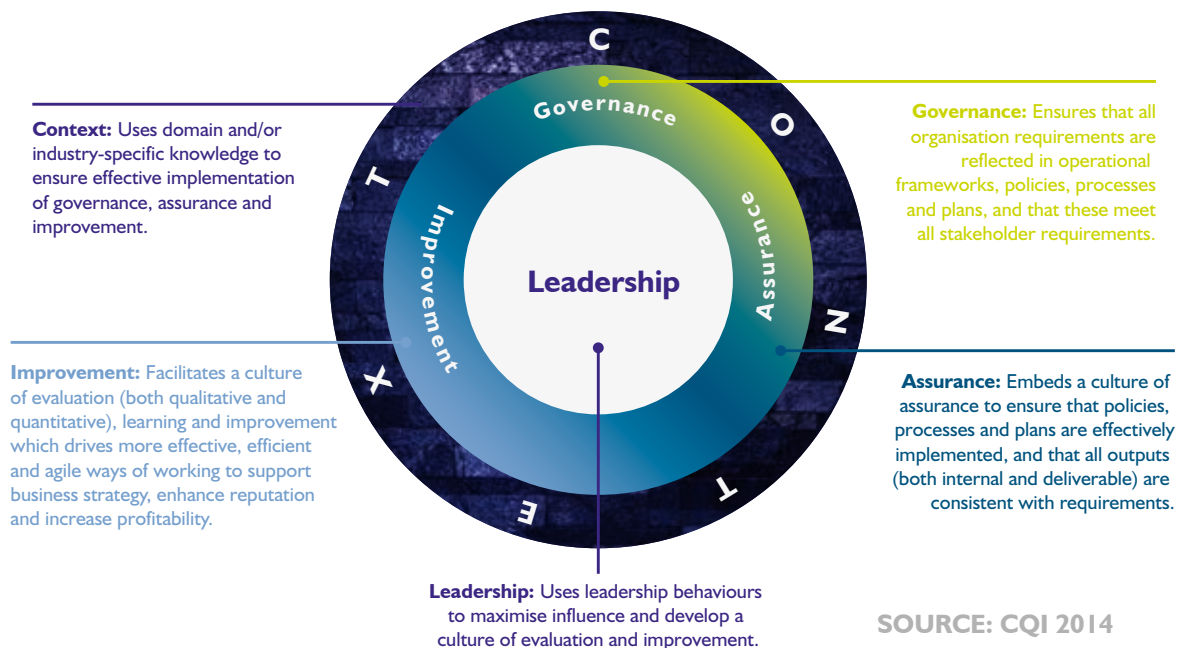 CONTEXT
Governance
Assurance
Improvement
Leadership
Context: Uses domain and/or
industry-specific knowledge to
ensure effective implementation
of governance, assurance and
improvement.
Governance: Ensures that all
organisation requirements are
reflected in operational
frameworks, policies, processes
and plans, and that these meet
all stakeholder requirements.
Improvement: Facilitates a culture
of evaluation (both qualitative and
quantitative), learning and improvement
which drives more effective, efficient
and agile ways of working to support
business strategy, enhance reputation
and increase profitability.
Assurance: Embeds a culture of
assurance to ensure that policies,
processes and plans are effectively
implemented, and that all outputs
(both internal and deliverable) are
consistent with requirements.
Leadership: Uses leadership behaviours
to maximise influence and develop a
culture of evaluation and improvement.
SOURCE: CQI 2014